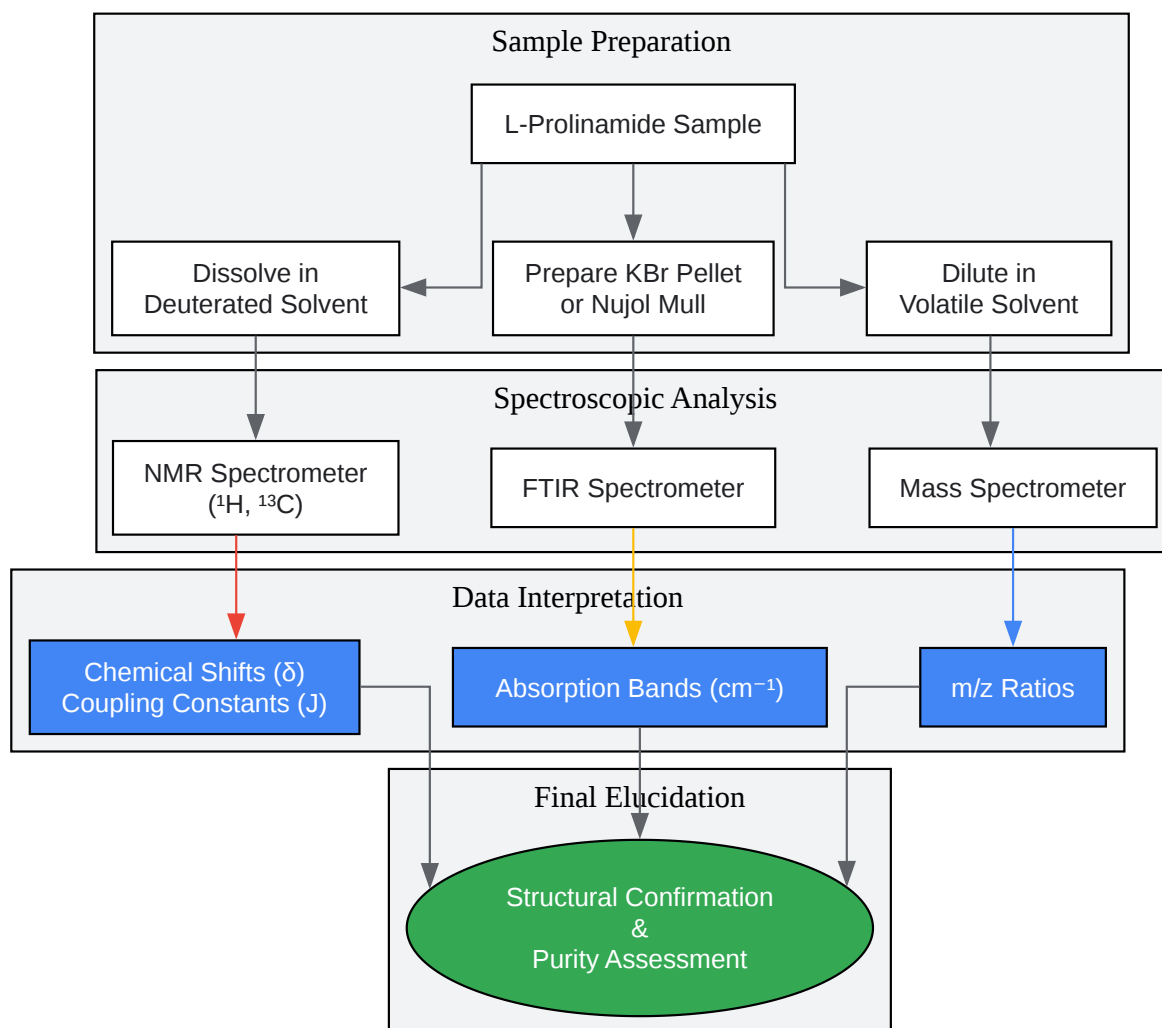 Sample Preparation
L-Prolinamide Sample
Dissolve in
Deuterated Solvent
Prepare KBr Pellet
or Nujol Mull
Dilute in
Volatile Solvent
Spectroscopic Analysis
NMR Spectrometer
(¹H, ¹³C)
FTIR Spectrometer
Mass Spectrometer
Data Interpretation
Chemical Shifts (δ)
Coupling Constants (J)
Absorption Bands (cm⁻¹)
m/z Ratios
Final Elucidation
Structural Confirmation
&
Purity Assessment